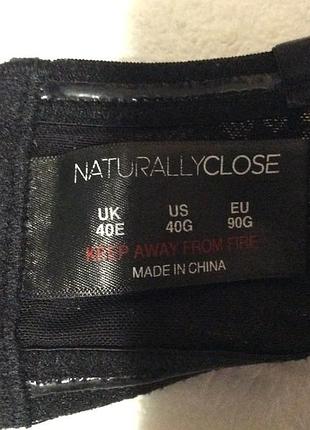 NATURALLYCLOSE
UK US EU
40E 40G 90G
KEEP AWAY FROM FIRE
MADE IN CHINA